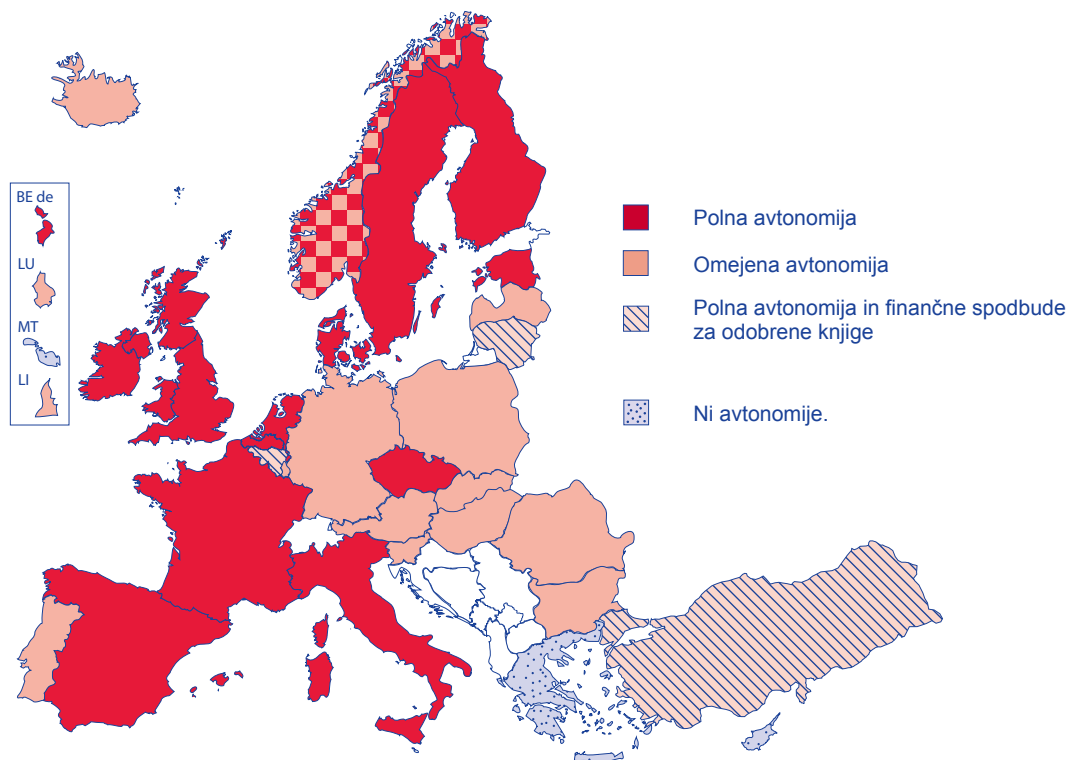 BE de
LU
MT
LI
Polna avtonomija
Omejena avtonomija
Polna avtonomija in finančne spodbude
za odobrene knjige
Ni avtonomije.